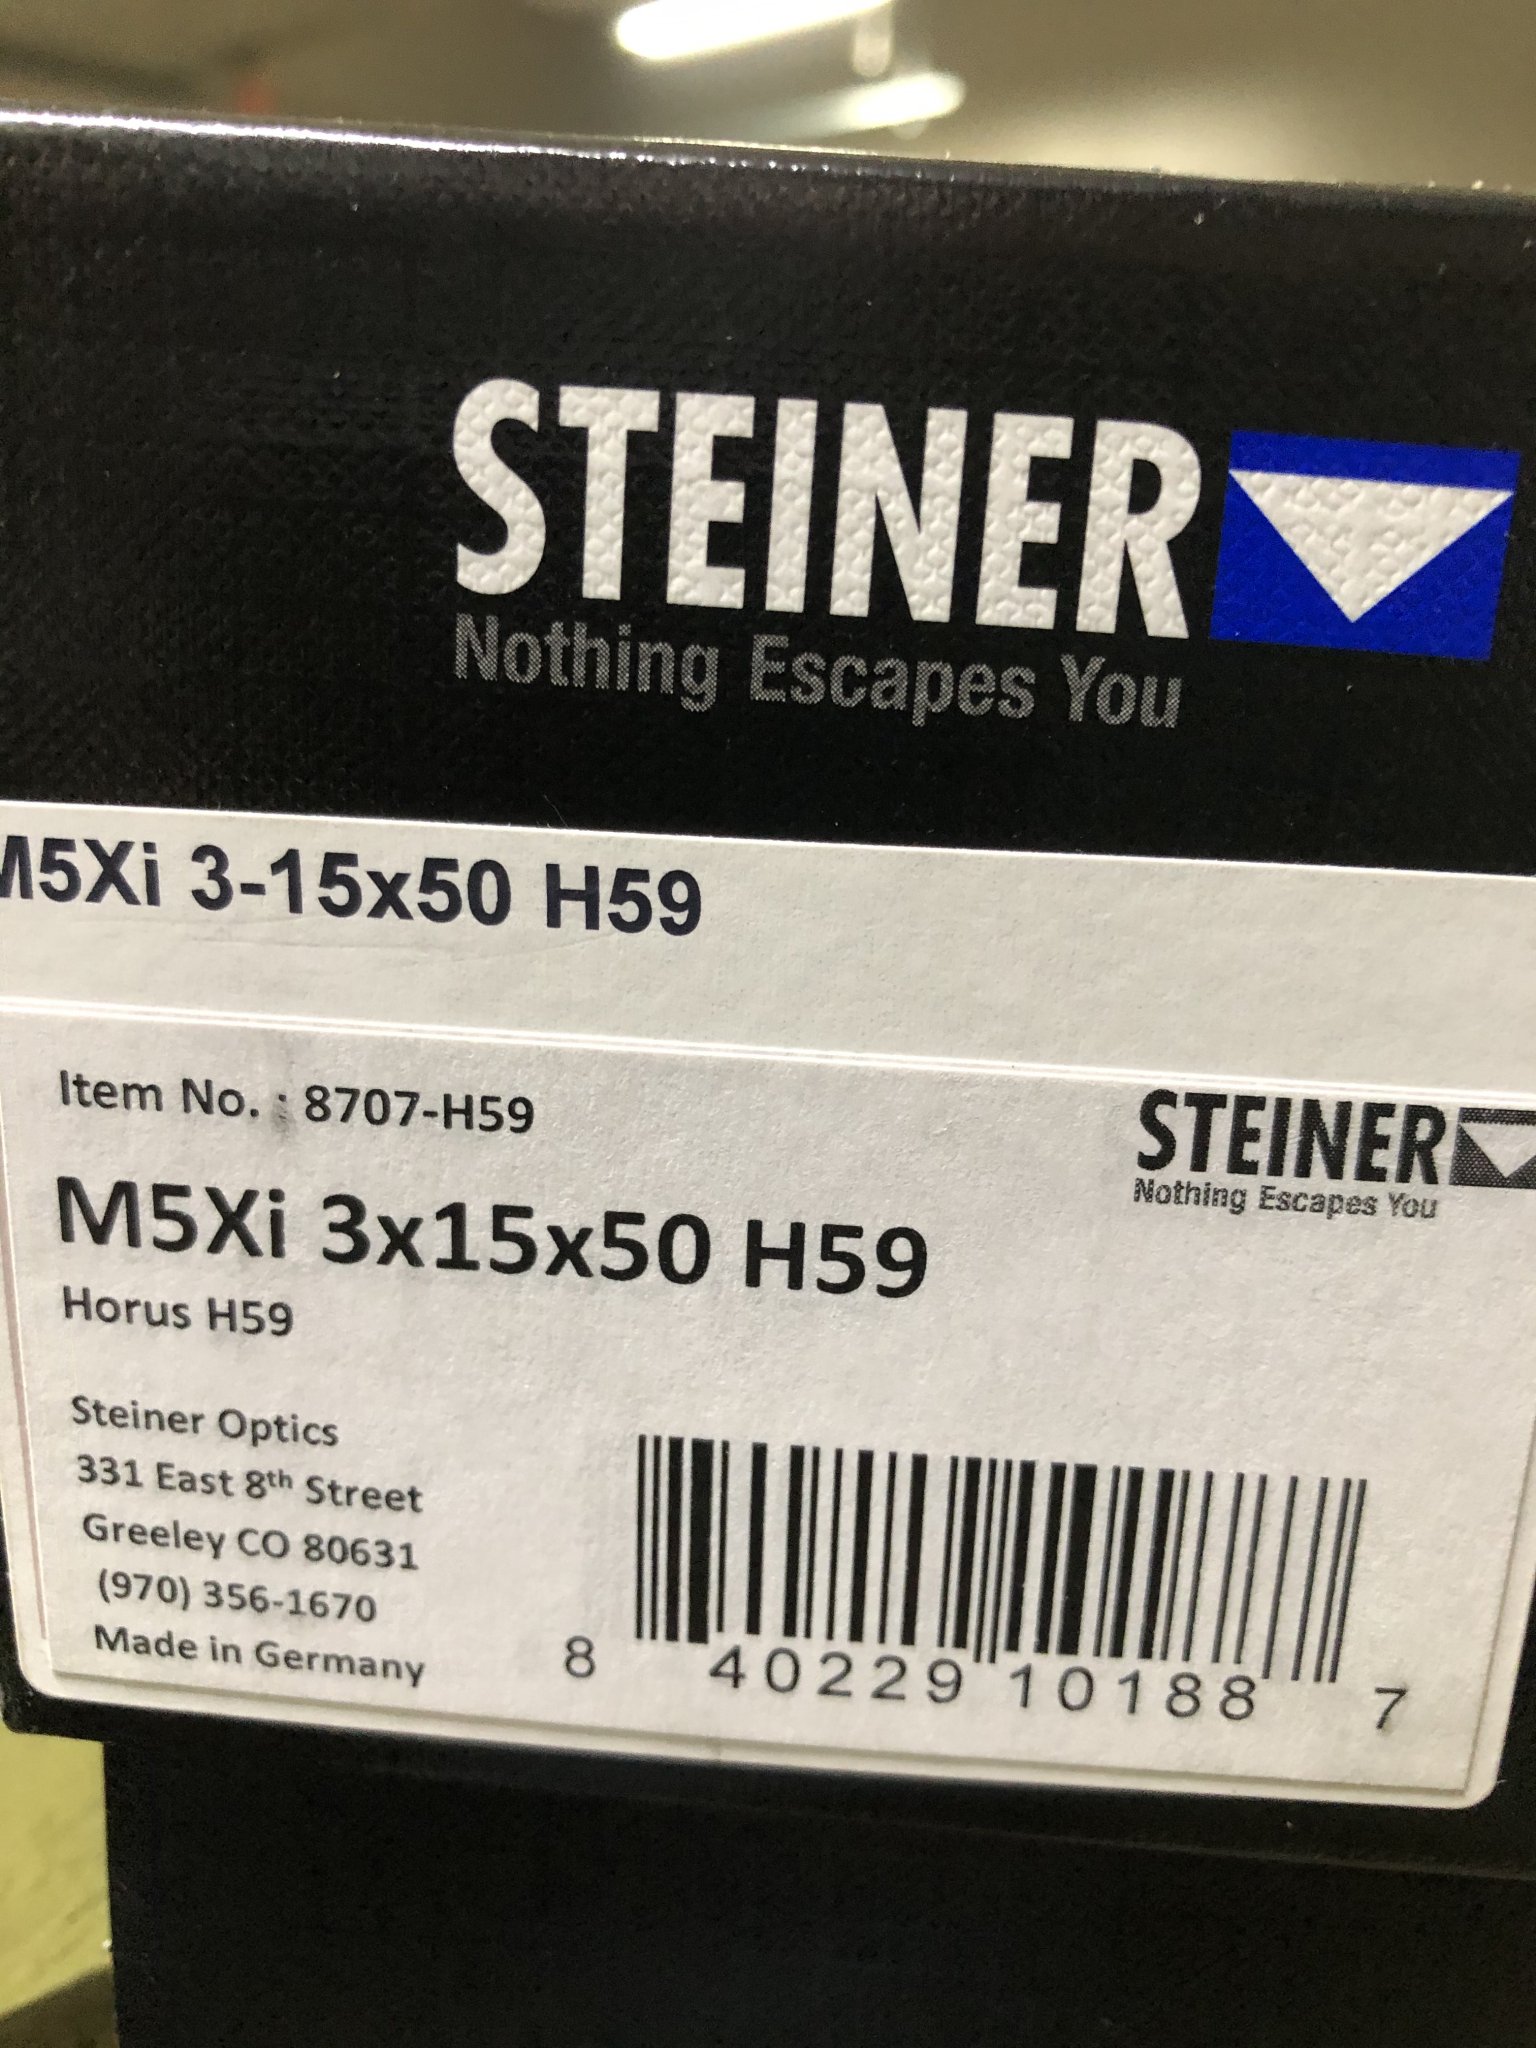 STEINER
Nothing Escapes You
M5Xi 3-15x50 H59
Item No. : 8707-H59
STEINER
Nothing Escapes You
M5Xi 3x15x50 H59
Horus H59
Steiner Optics
331 East 8th Street
Greeley CO 80631
(970) 356-1670
Made in Germany
8 40229 10188 7